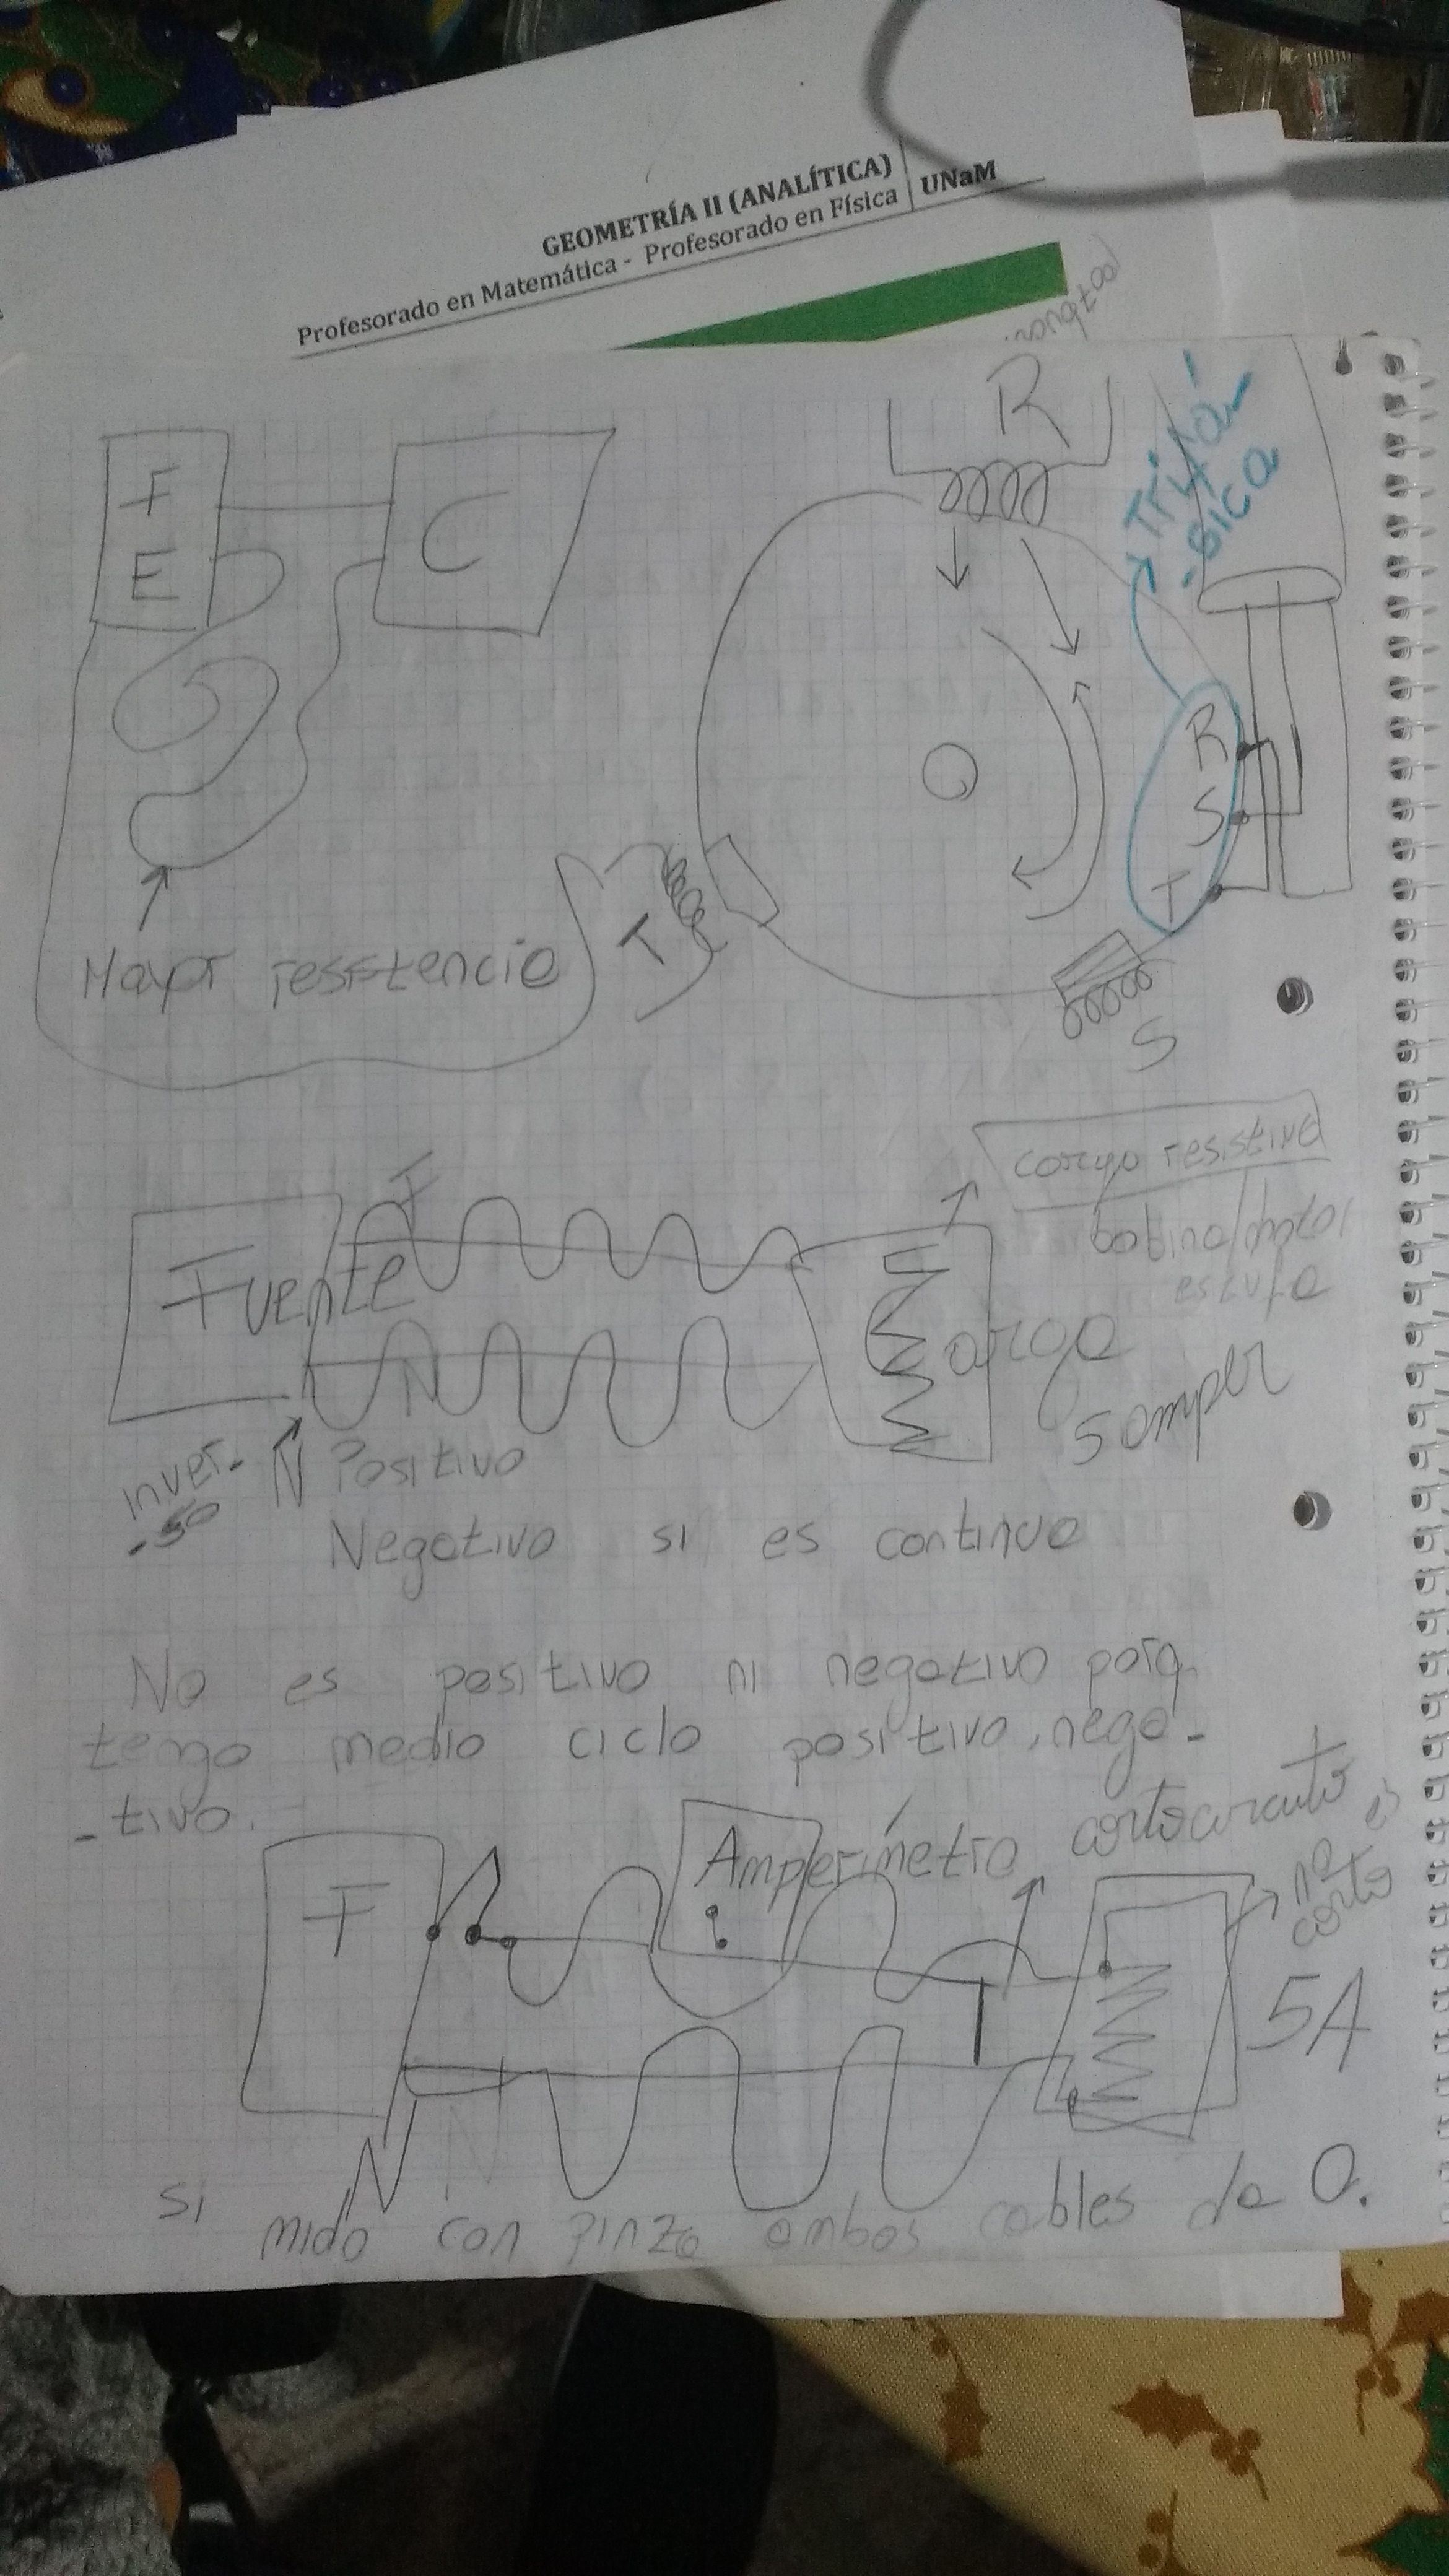 GEOMETRÍA II (ANALÍTICA)
Profesorado en Matemática - Profesorado en Física
UNaM
F
E
C
R
Trifá-
-sica
R
S
T
T
S
Mayor resistencia
carga resistiva
bobina/motor
estufa
F
Fuente
Carga
5 amper
N
Inver-
-so
N Positivo
Negativo si es continua
No es positivo ni negativo porq
tengo medio ciclo positivo, nega-
-tivo.
Amperímetro
cortocircuito
no
corto
F
5A
N
N
si mido con pinza ambos cables da 0.